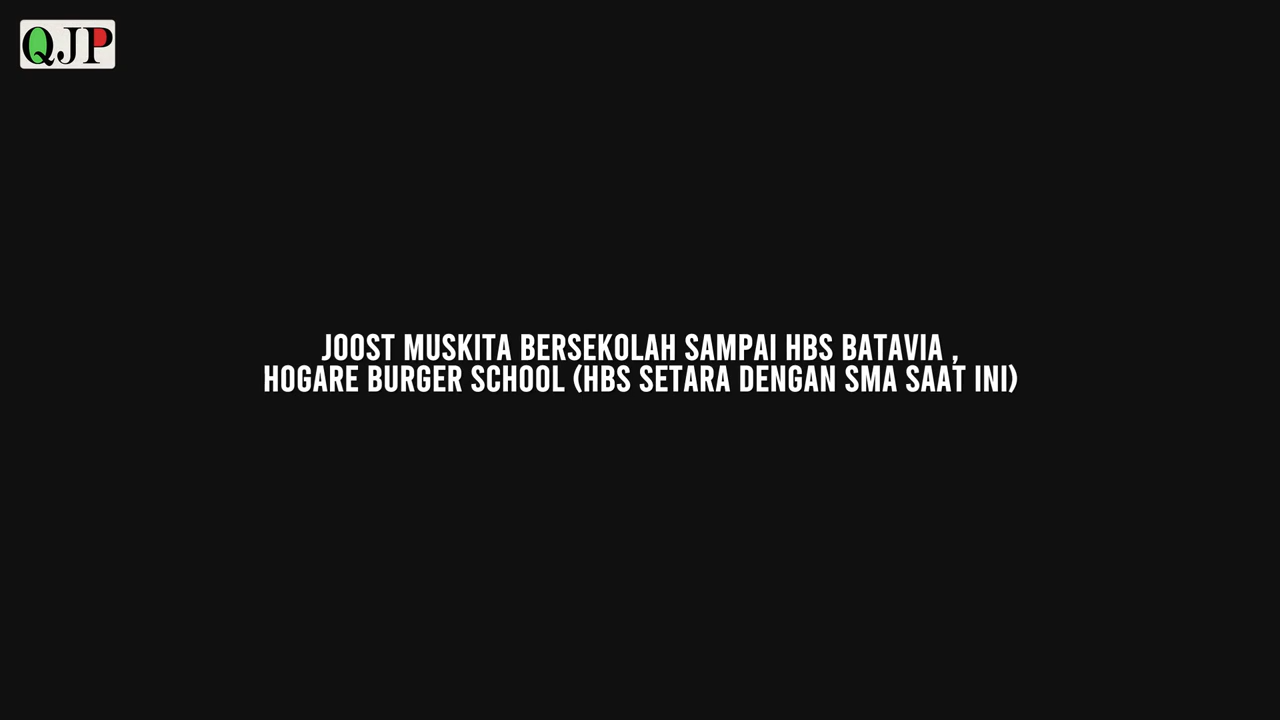 QJP
JOOST MUSKITA BERSEKOLAH SAMPAI HBS BATAVIA ,
HOGARE BURGER SCHOOL (HBS SETARA DENGAN SMA SAAT INI)